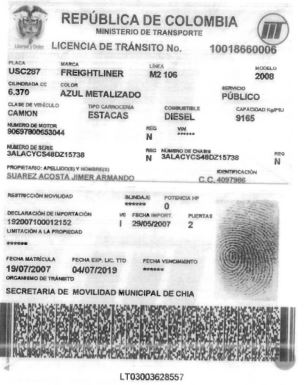 REPÚBLICA DE COLOMBIA
MINISTERIO DE TRANSPORTE
Libertad y Orden
LICENCIA DE TRÁNSITO No. 10018660006
PLACA MARCA LÍNEA MODELO
USC287 FREIGHTLINER M2 106 2008
CILINDRADA CC COLOR SERVICIO
6.370 AZUL METALIZADO PÚBLICO
CLASE DE VEHÍCULO TIPO CARROCERÍA COMBUSTIBLE CAPACIDAD Kg/PSJ
CAMION ESTACAS DIESEL 9165
NÚMERO DE MOTOR REG VIN
90697800653044 N ******
NÚMERO DE SERIE REG NÚMERO DE CHASIS REG
3ALACYCS48DZ15738 N 3ALACYCS48DZ15738 N
PROPIETARIO: APELLIDO(S) Y NOMBRE(S) IDENTIFICACIÓN
SUAREZ ACOSTA JIMER ARMANDO C.C. 4097986
RESTRICCIÓN MOVILIDAD BLINDAJE POTENCIA HP
****** ****** 0
DECLARACIÓN DE IMPORTACIÓN I/E FECHA IMPORT. PUERTAS
192007100012152 I 29/05/2007 2
LIMITACIÓN A LA PROPIEDAD
******
FECHA MATRÍCULA FECHA EXP. LIC. TTO. FECHA VENCIMIENTO
19/07/2007 04/07/2019 ******
ORGANISMO DE TRÁNSITO
SECRETARIA DE MOVILIDAD MUNICIPAL DE CHIA
LT03003628557